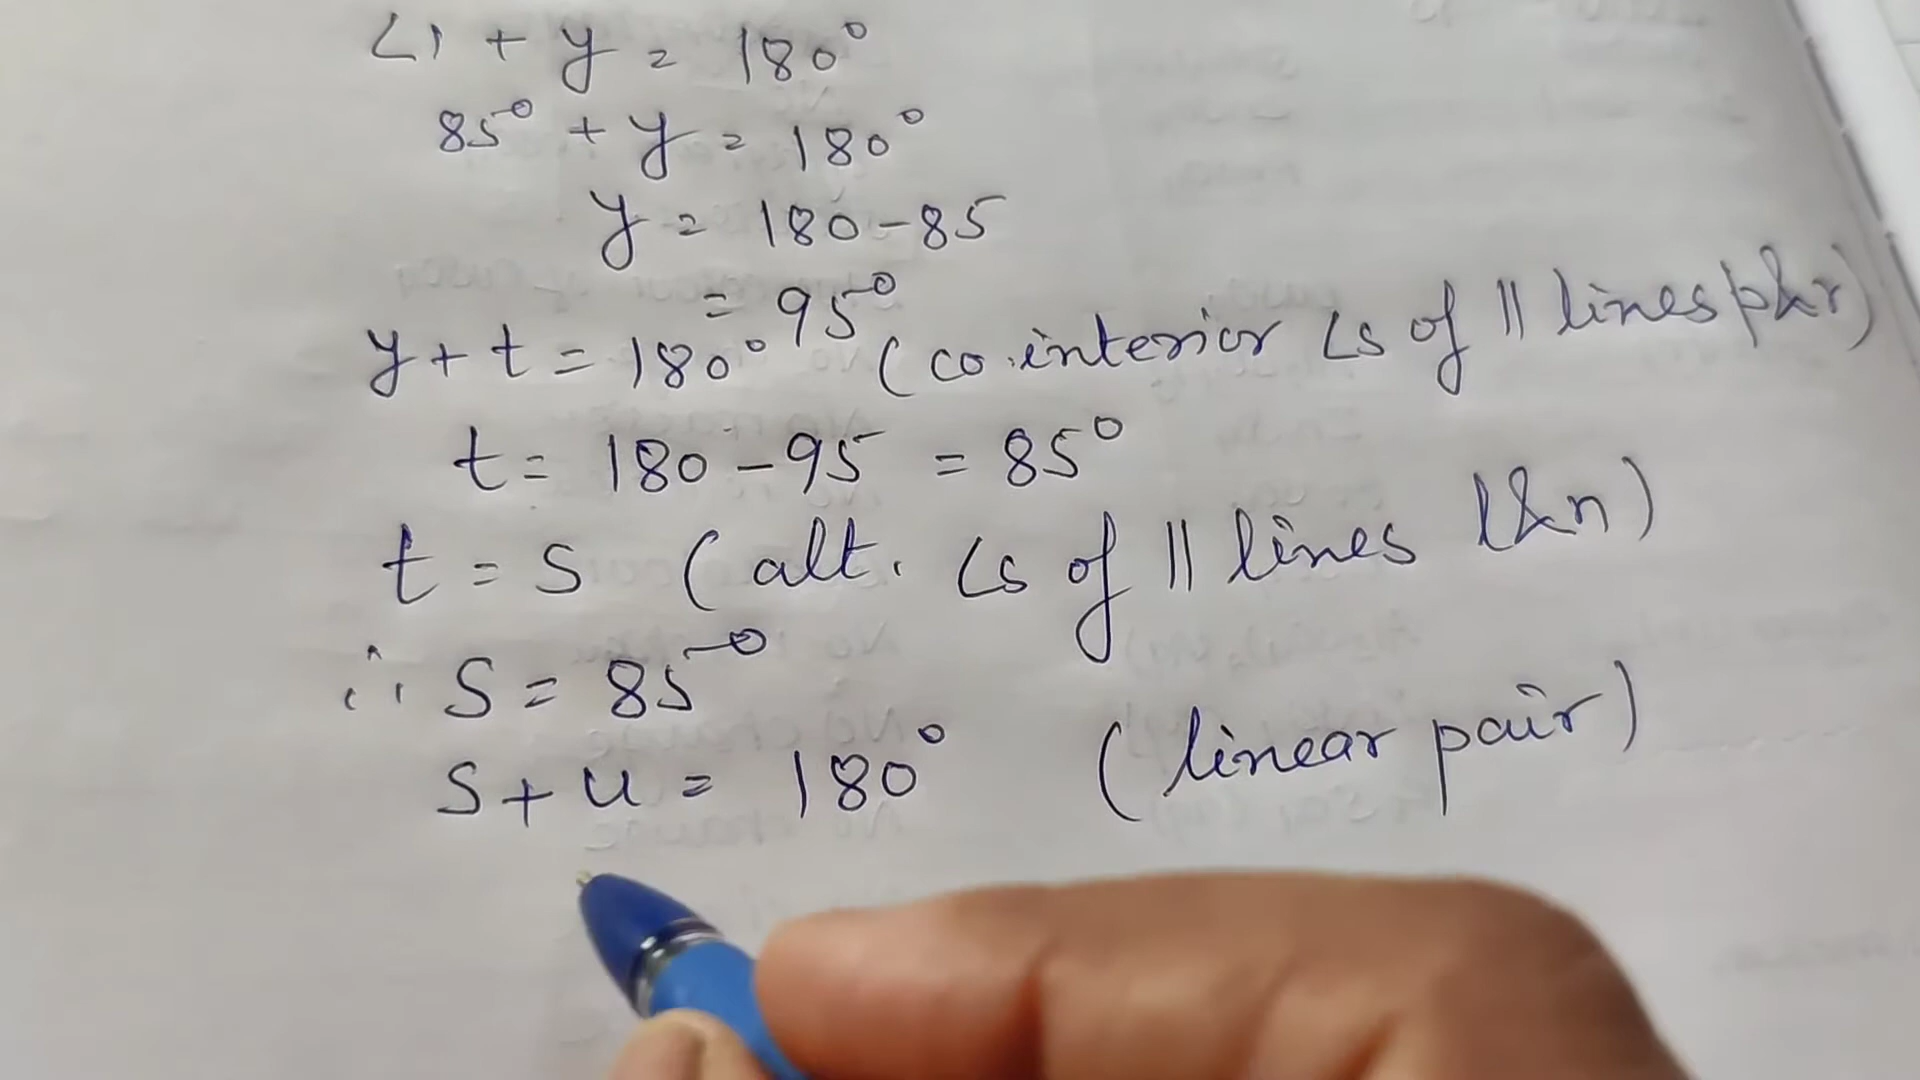 ∠1 + y = 180°
85° + y = 180°
y = 180 - 85
= 95°
y + t = 180° (co.interior ∠s of || lines p&r)
t = 180 - 95 = 85°
t = s (alt. ∠s of || lines l&n)
∴ s = 85°
s + u = 180° (linear pair)